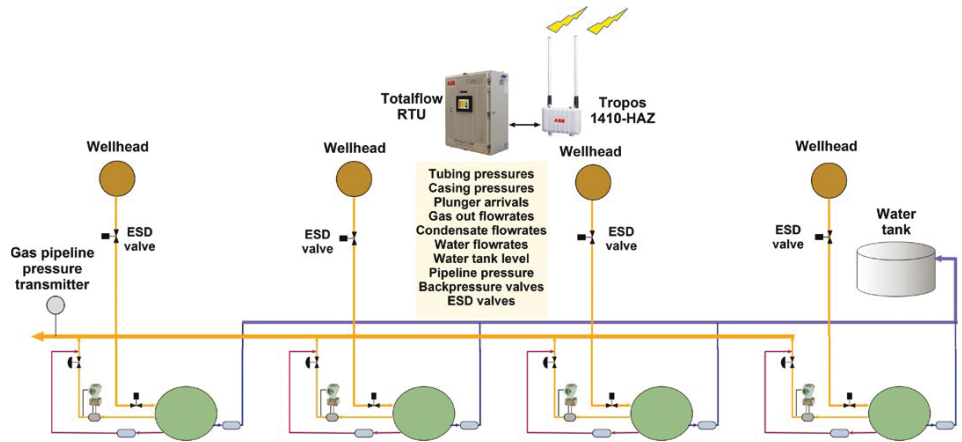 Totalflow
RTU
ABB
ABB
Tropos
1410-HAZ
Wellhead
Wellhead
Wellhead
Wellhead
Tubing pressures
Casing pressures
Plunger arrivals
Gas out flowrates
Condensate flowrates
Water flowrates
Water tank level
Pipeline pressure
Backpressure valves
ESD valves
ESD
valve
ESD
valve
ESD
valve
ESD
valve
Water
tank
Gas pipeline
pressure
transmitter